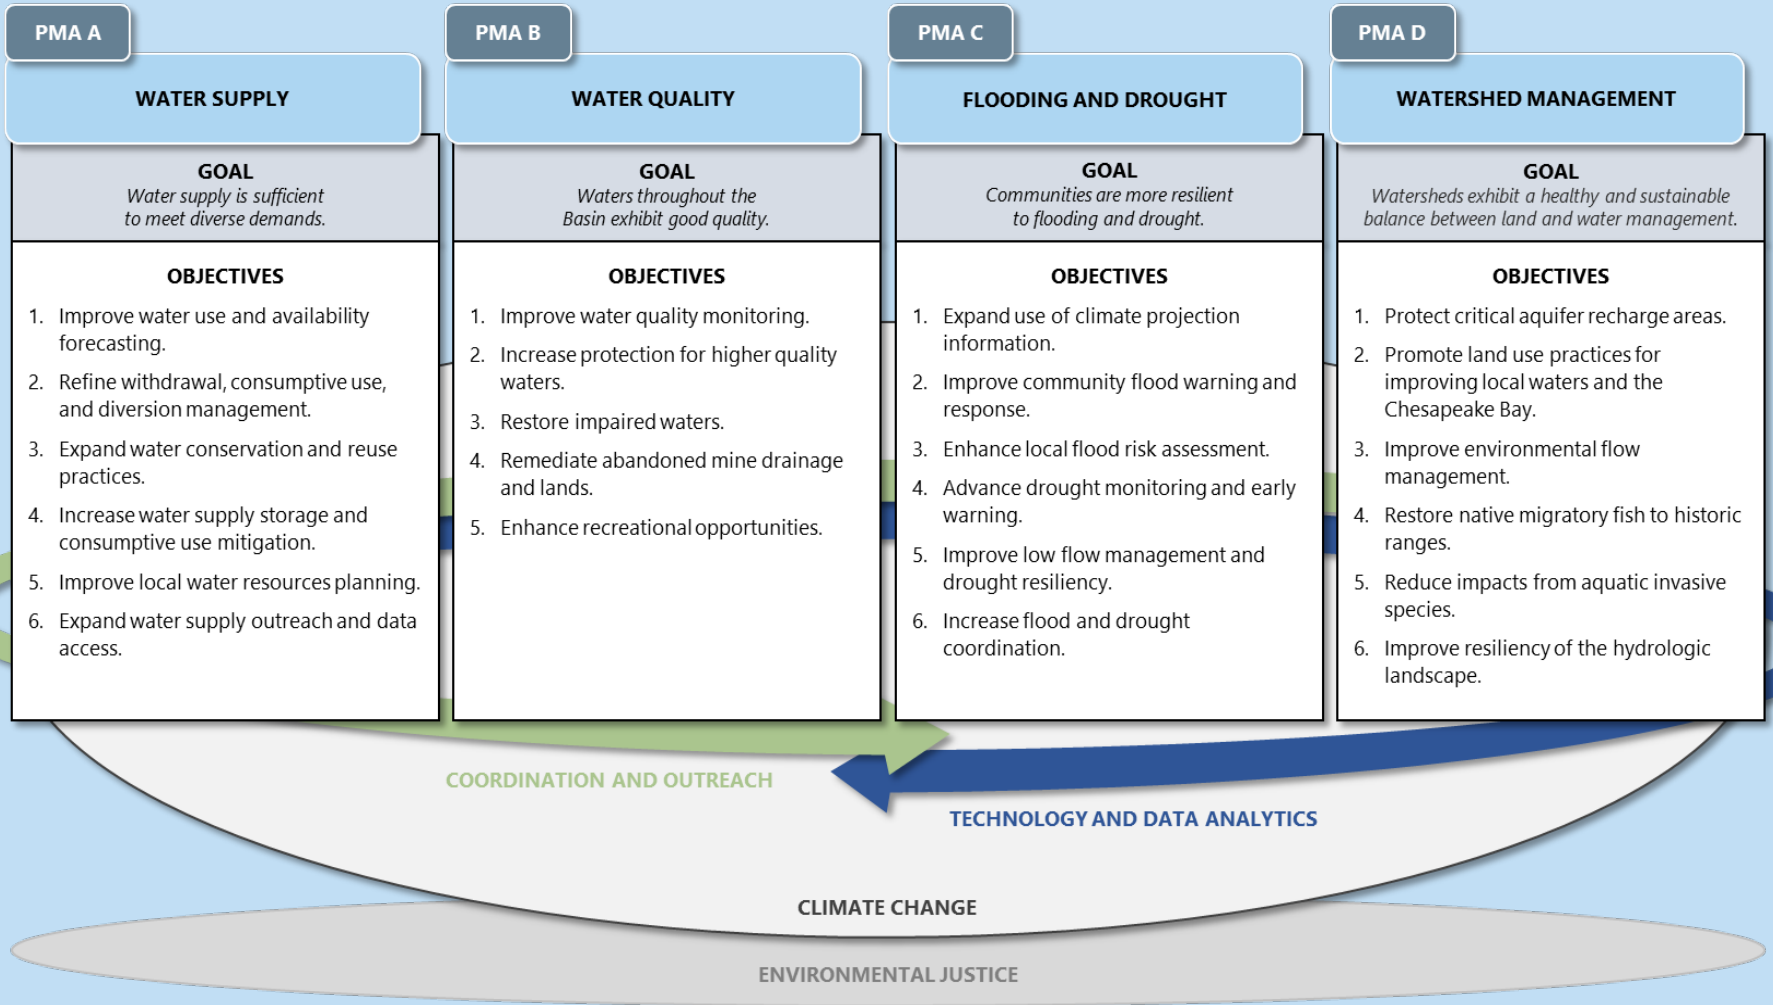 PMA A
WATER SUPPLY
GOAL
Water supply is sufficient
to meet diverse demands.
OBJECTIVES
1. Improve water use and availability
forecasting.
2. Refine withdrawal, consumptive use,
and diversion management.
3. Expand water conservation and reuse
practices.
4. Increase water supply storage and
consumptive use mitigation.
5. Improve local water resources planning.
6. Expand water supply outreach and data
access.
PMA B
WATER QUALITY
GOAL
Waters throughout the
Basin exhibit good quality.
OBJECTIVES
1. Improve water quality monitoring.
2. Increase protection for higher quality
waters.
3. Restore impaired waters.
4. Remediate abandoned mine drainage
and lands.
5. Enhance recreational opportunities.
PMA C
FLOODING AND DROUGHT
GOAL
Communities are more resilient
to flooding and drought.
OBJECTIVES
1. Expand use of climate projection
information.
2. Improve community flood warning and
response.
3. Enhance local flood risk assessment.
4. Advance drought monitoring and early
warning.
5. Improve low flow management and
drought resiliency.
6. Increase flood and drought
coordination.
PMA D
WATERSHED MANAGEMENT
GOAL
Watersheds exhibit a healthy and sustainable
balance between land and water management.
OBJECTIVES
1. Protect critical aquifer recharge areas.
2. Promote land use practices for
improving local waters and the
Chesapeake Bay.
3. Improve environmental flow
management.
4. Restore native migratory fish to historic
ranges.
5. Reduce impacts from aquatic invasive
species.
6. Improve resiliency of the hydrologic
landscape.
COORDINATION AND OUTREACH
TECHNOLOGY AND DATA ANALYTICS
CLIMATE CHANGE
ENVIRONMENTAL JUSTICE